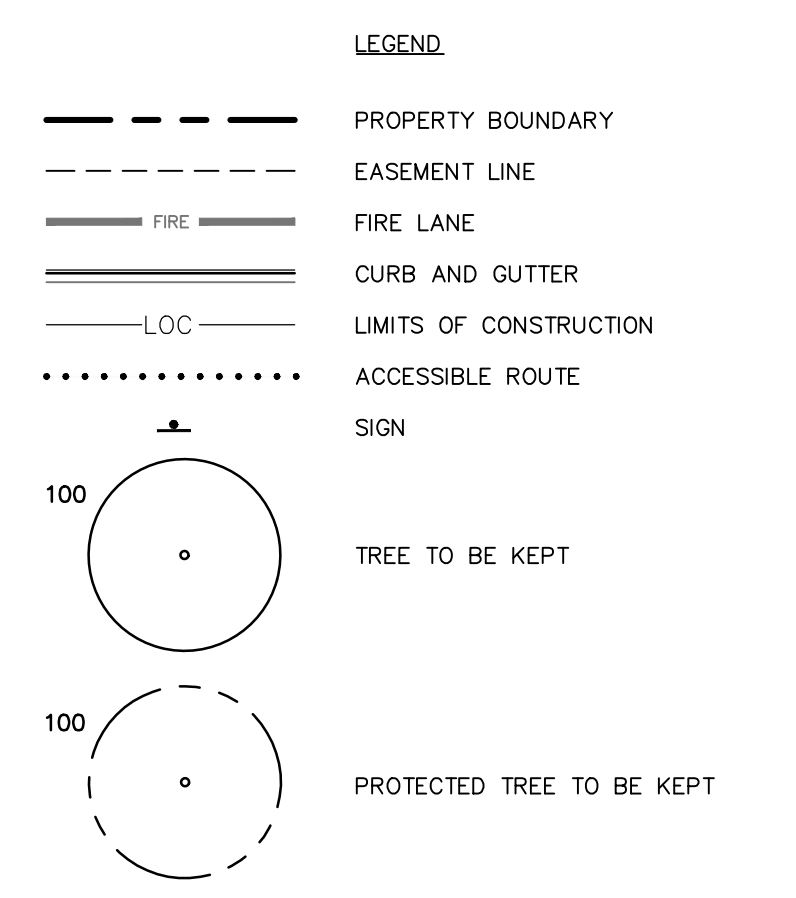 LEGEND
PROPERTY BOUNDARY
EASEMENT LINE
FIRE FIRE LANE
CURB AND GUTTER
LOC LIMITS OF CONSTRUCTION
ACCESSIBLE ROUTE
SIGN
100
TREE TO BE KEPT
100
PROTECTED TREE TO BE KEPT